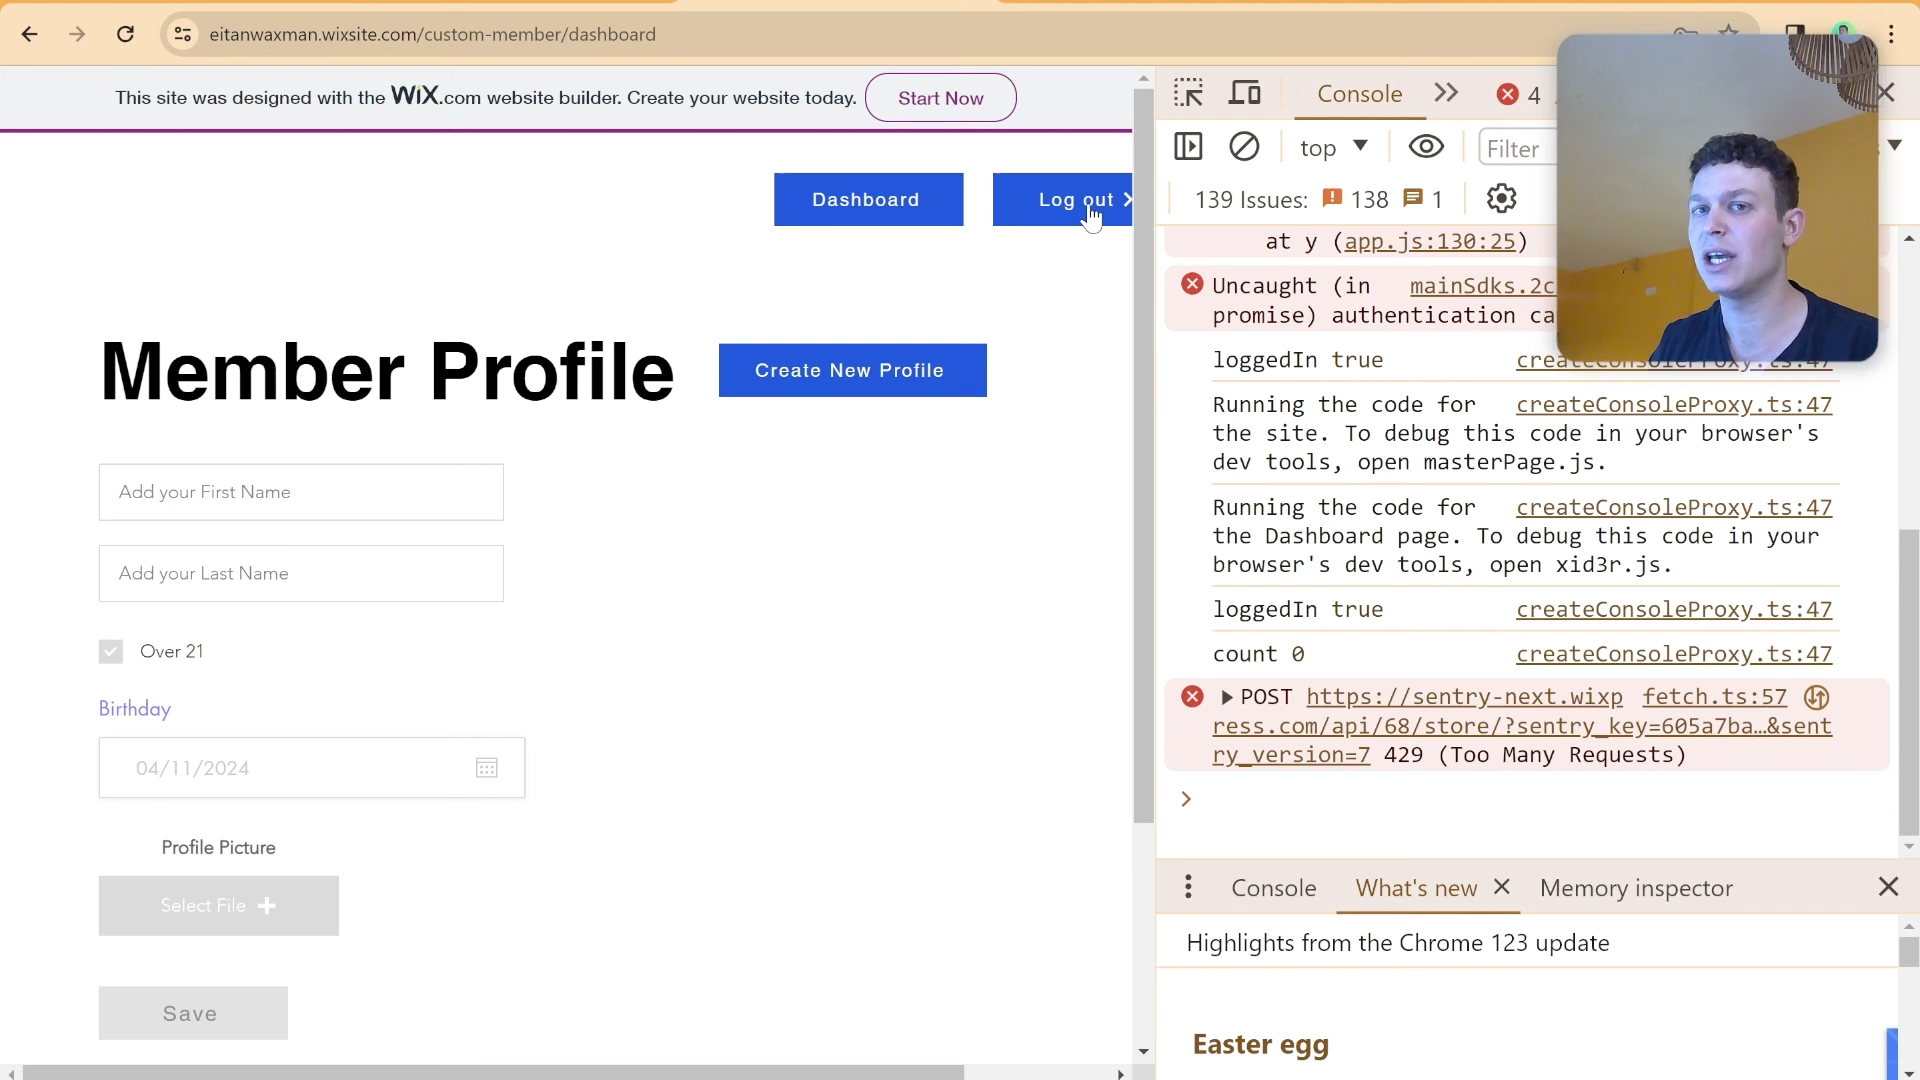 eitanwaxman.wixsite.com/custom-member/dashboard
This site was designed with the WiX.com website builder. Create your website today.
Start Now
Dashboard
Log out
Member Profile
Create New Profile
Add your First Name
Add your Last Name
Over 21
Birthday
04/11/2024
Profile Picture
Select File
Save
Console
4
top
Filter
139 Issues: 138 1
at y (app.js:130:25)
Uncaught (in mainSdks.2c
promise) authentication ca
loggedIn true createConsoleProxy.ts:47
Running the code for createConsoleProxy.ts:47
the site. To debug this code in your browser's
dev tools, open masterPage.js.
Running the code for createConsoleProxy.ts:47
the Dashboard page. To debug this code in your
browser's dev tools, open xid3r.js.
loggedIn true createConsoleProxy.ts:47
count 0 createConsoleProxy.ts:47
POST https://sentry-next.wixp fetch.ts:57
ress.com/api/68/store/?sentry_key=605a7ba…&sent
ry_version=7 429 (Too Many Requests)
Console What's new Memory inspector
Highlights from the Chrome 123 update
Easter egg